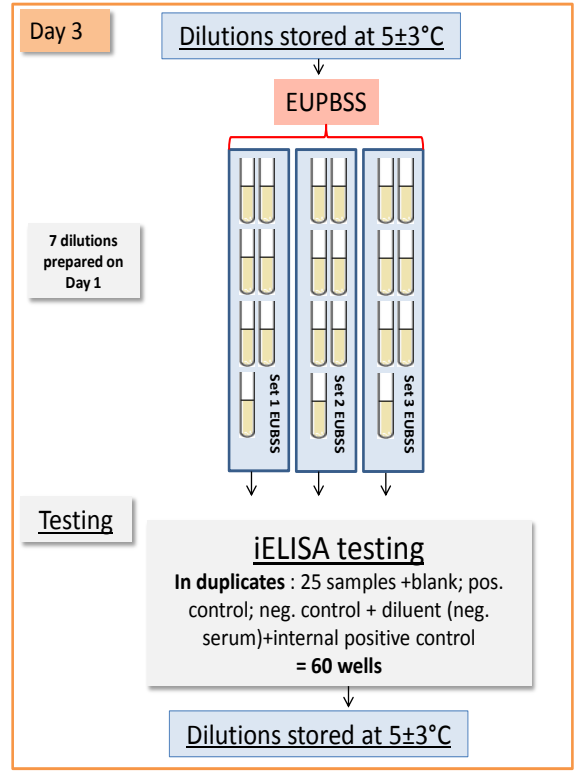 Day 3
Dilutions stored at 5±3°C
EUPBSS
7 dilutions
prepared on
Day 1
Set 1 EUBSS
Set 2 EUBSS
Set 3 EUBSS
Testing
iELISA testing
In duplicates : 25 samples +blank; pos.
control; neg. control + diluent (neg.
serum)+internal positive control
= 60 wells
Dilutions stored at 5±3°C